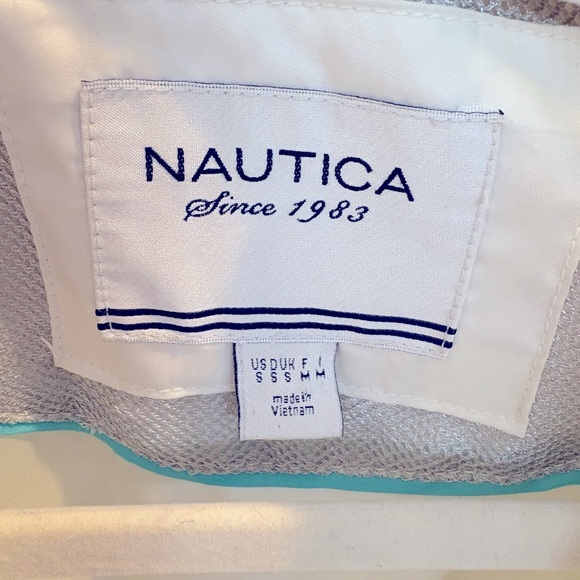 NAUTICA
Since 1983
US D UK F I
S S S M M
made in
Vietnam